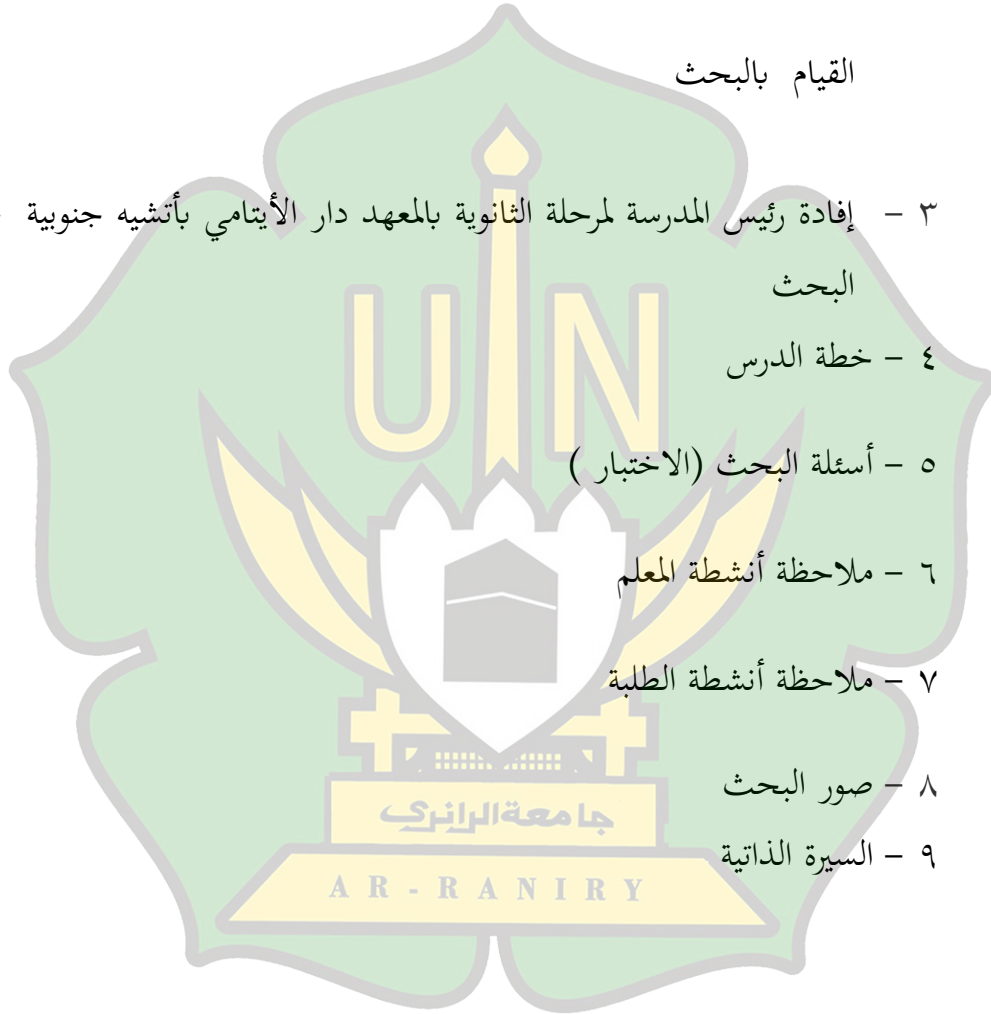 القيام بالبحث
٣ - إفادة رئيس المدرسة لمرحلة الثانوية بالمعهد دار الأيتامي بأتشيه جنوبية
البحث
٤ – خطة الدرس
UIN
٥ – أسئلة البحث (الاختبار )
٦ – ملاحظة أنشطة المعلم
٧ – ملاحظة أنشطة الطلبة
٨ – صور البحث
جامعة الرانري
٩ – السيرة الذاتية
AR-RANIRY